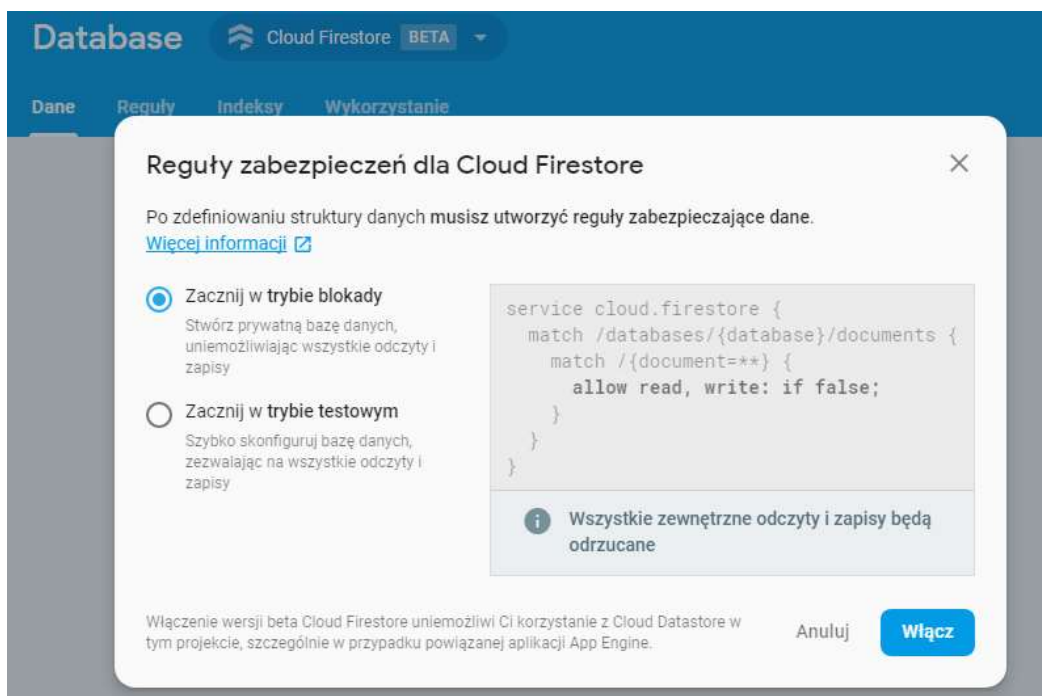 Database Cloud Firestore BETA
Dane Reguły Indeksy Wykorzystanie
Reguły zabezpieczeń dla Cloud Firestore
Po zdefiniowaniu struktury danych musisz utworzyć reguły zabezpieczające dane.
Więcej informacji
Zacznij w trybie blokady
Stwórz prywatną bazę danych,
uniemożliwiając wszystkie odczyty i
zapisy
Zacznij w trybie testowym
Szybko skonfiguruj bazę danych,
zezwalając na wszystkie odczyty i
zapisy
service cloud.firestore {
  match /databases/{database}/documents {
    match /{document=**} {
      allow read, write: if false;
    }
  }
}
Wszystkie zewnętrzne odczyty i zapisy będą
odrzucane
Włączenie wersji beta Cloud Firestore uniemożliwi Ci korzystanie z Cloud Datastore w
tym projekcie, szczególnie w przypadku powiązanej aplikacji App Engine.
Anuluj Włącz